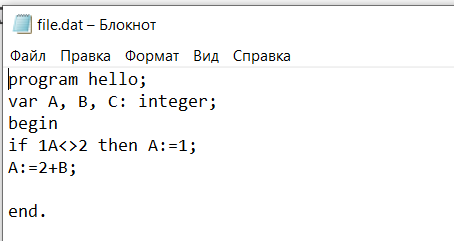 file.dat – Блокнот
Файл Правка Формат Вид Справка
program hello;
var A, B, C: integer;
begin
if 1A<>2 then A:=1;
A:=2+B;
end.